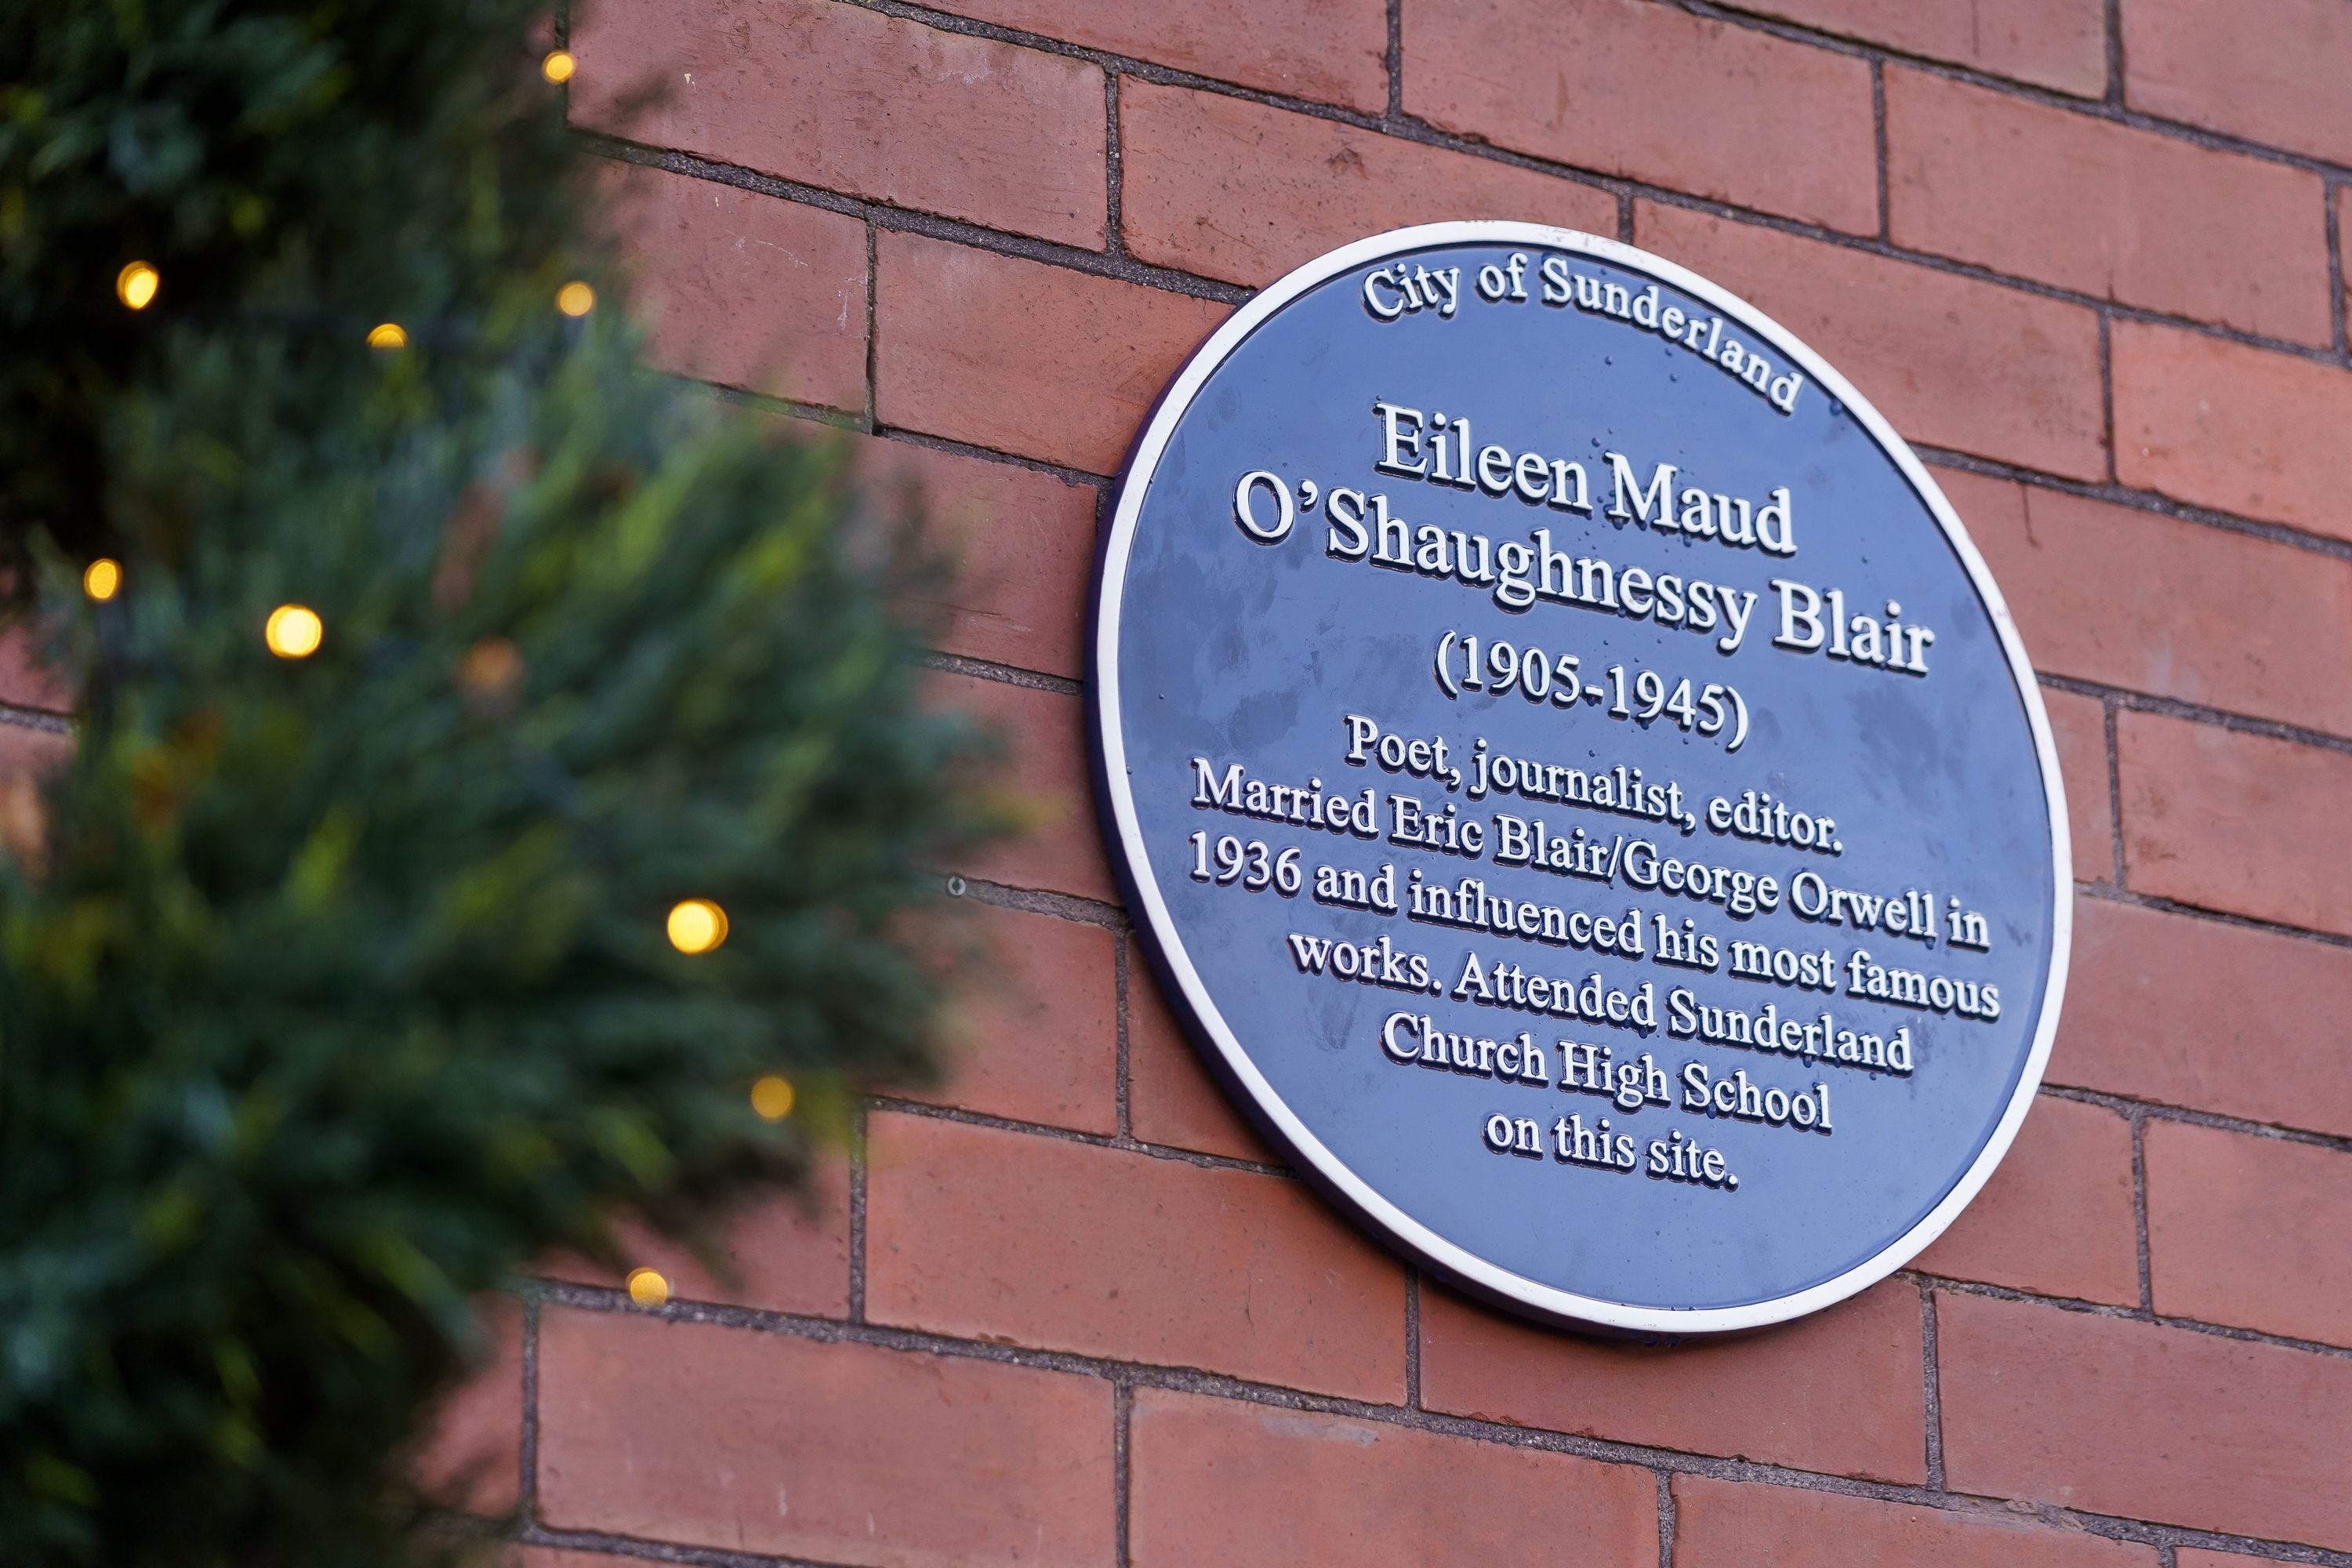 City of Sunderland
Eileen Maud
O'Shaughnessy Blair
(1905-1945)
Poet, journalist, editor.
Married Eric Blair/George Orwell in
1936 and influenced his most famous
works. Attended Sunderland
Church High School
on this site.